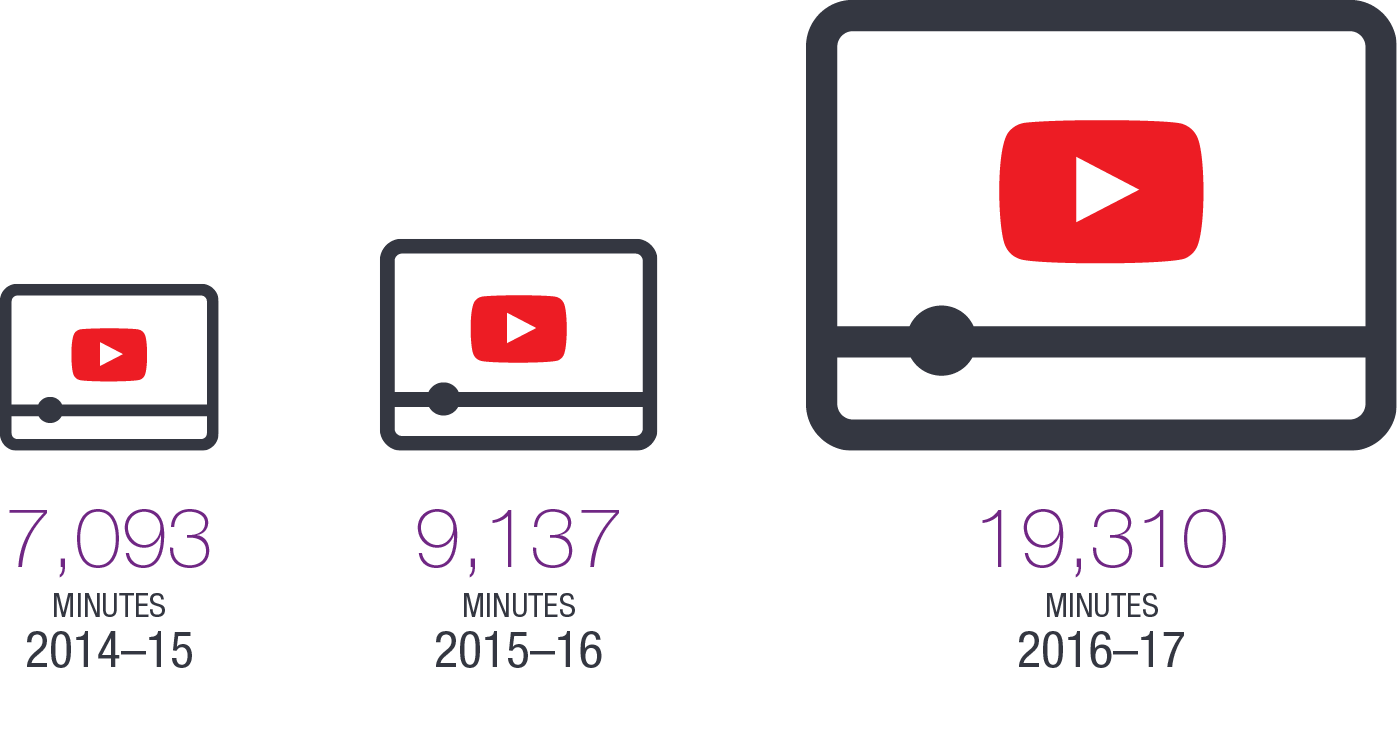 7,093
MINUTES
2014–15
9,137
MINUTES
2015–16
19,310
MINUTES
2016–17